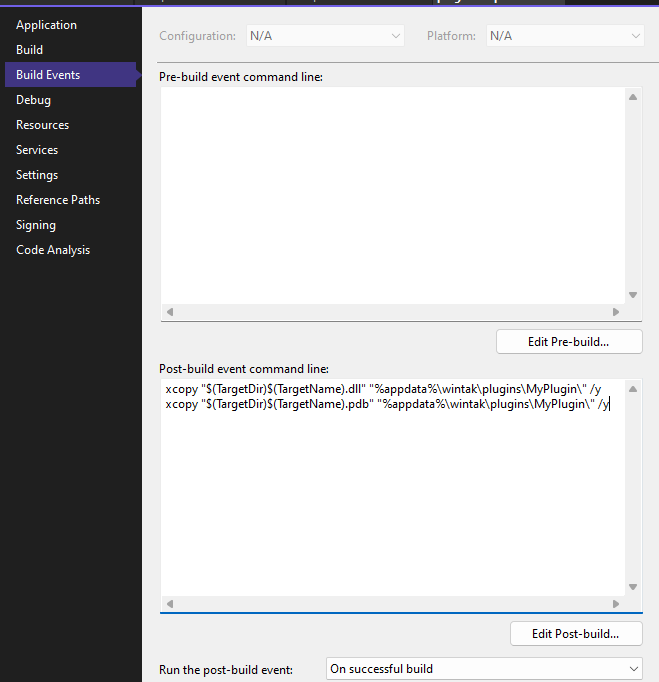 Application
Build
Build Events
Debug
Resources
Services
Settings
Reference Paths
Signing
Code Analysis
Configuration: N/A Platform: N/A
Pre-build event command line:
Edit Pre-build...
Post-build event command line:
xcopy "$(TargetDir)$(TargetName).dll" "%appdata%\wintak\plugins\MyPlugin\" /y
xcopy "$(TargetDir)$(TargetName).pdb" "%appdata%\wintak\plugins\MyPlugin\" /y
Edit Post-build...
Run the post-build event: On successful build